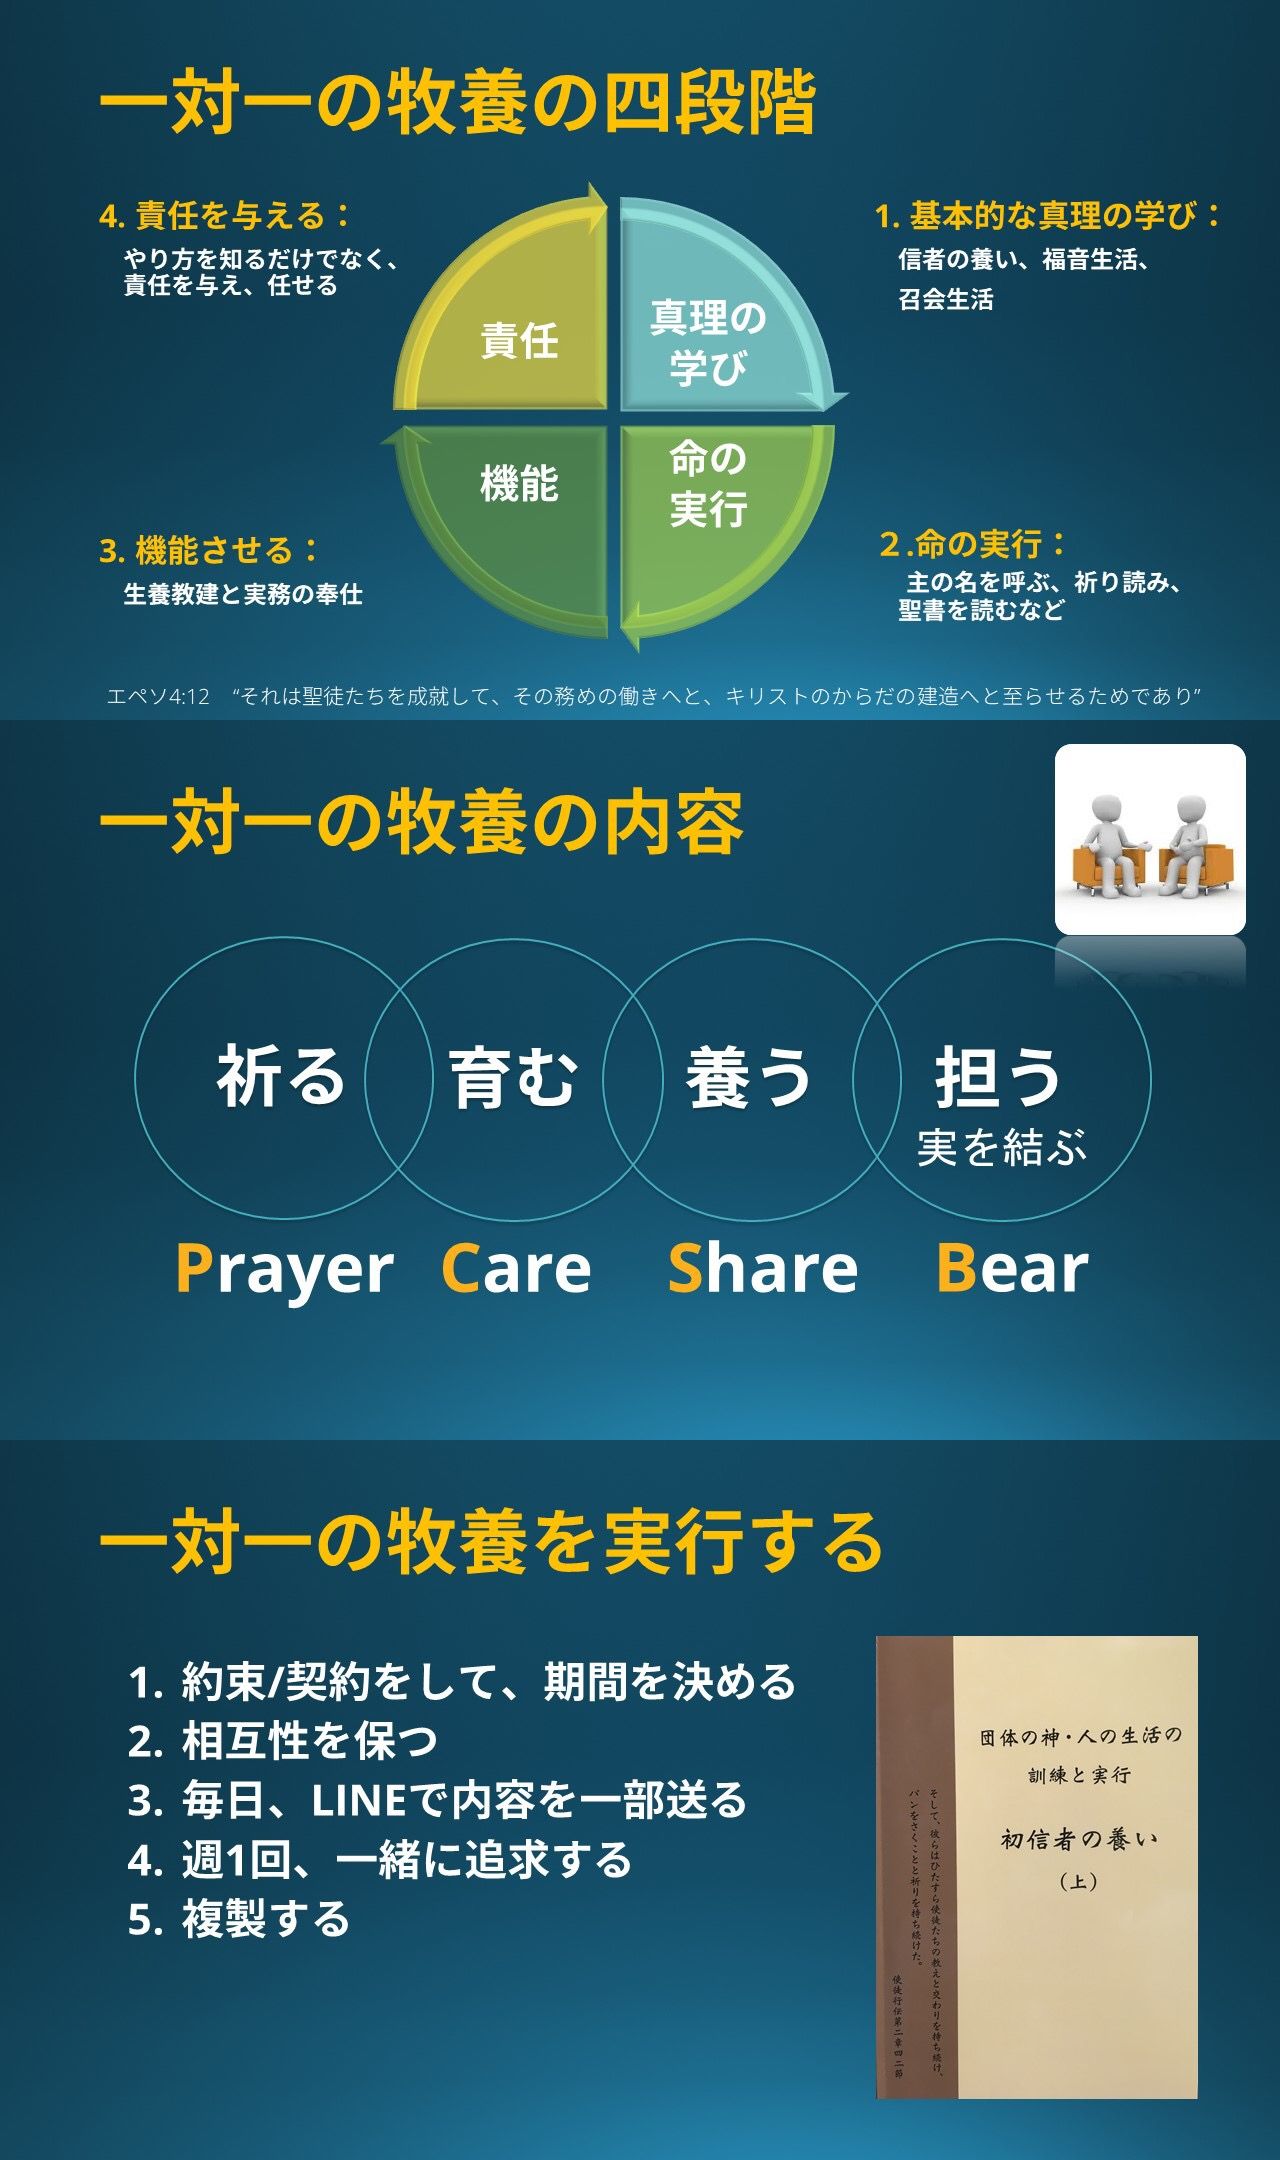 一対一の牧養の四段階
4. 責任を与える：
やり方を知るだけでなく、
責任を与え、任せる
1. 基本的な真理の学び：
信者の養い、福音生活、
召会生活
責任
真理の
学び
機能
命の
実行
3. 機能させる：
生養教建と実務の奉仕
２.命の実行：
主の名を呼ぶ、祈り読み、
聖書を読むなど
エペソ4:12　“それは聖徒たちを成就して、その務めの働きへと、キリストのからだの建造へと至らせるためであり”
一対一の牧養の内容
祈る
育む
養う
担う
実を結ぶ
Prayer Care Share Bear
一対一の牧養を実行する
1. 約束/契約をして、期間を決める
2. 相互性を保つ
3. 毎日、LINEで内容を一部送る
4. 週1回、一緒に追求する
5. 複製する
団体の神・人の生活の
訓練と実行
初信者の養い
（上）
そして、彼らはひたすら使徒たちの教えと交わりを持ち続け、
パンをさくことと祈りを持ち続けた。
使徒行伝第二章四二節